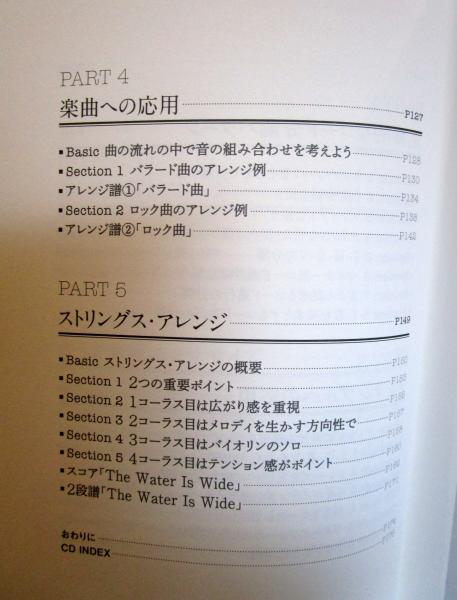 PART 4
楽曲への応用 P127
■Basic 曲の流れの中で音の組み合わせを考えよう P128
■Section 1 バラード曲のアレンジ例 P130
■アレンジ譜①「バラード曲」 P134
■Section 2 ロック曲のアレンジ例 P138
■アレンジ譜②「ロック曲」 P142
PART 5
ストリングス・アレンジ P149
■Basic ストリングス・アレンジの概要 P150
■Section 1 2つの重要ポイント
■Section 2 1コーラス目は広がり感を重視
■Section 3 2コーラス目はメロディを生かす方向性で
■Section 4 3コーラス目はバイオリンのソロ
■Section 5 4コーラス目はテンション感がポイント
■スコア「The Water Is Wide」
■2段譜「The Water Is Wide」 P171
おわりに
CD INDEX